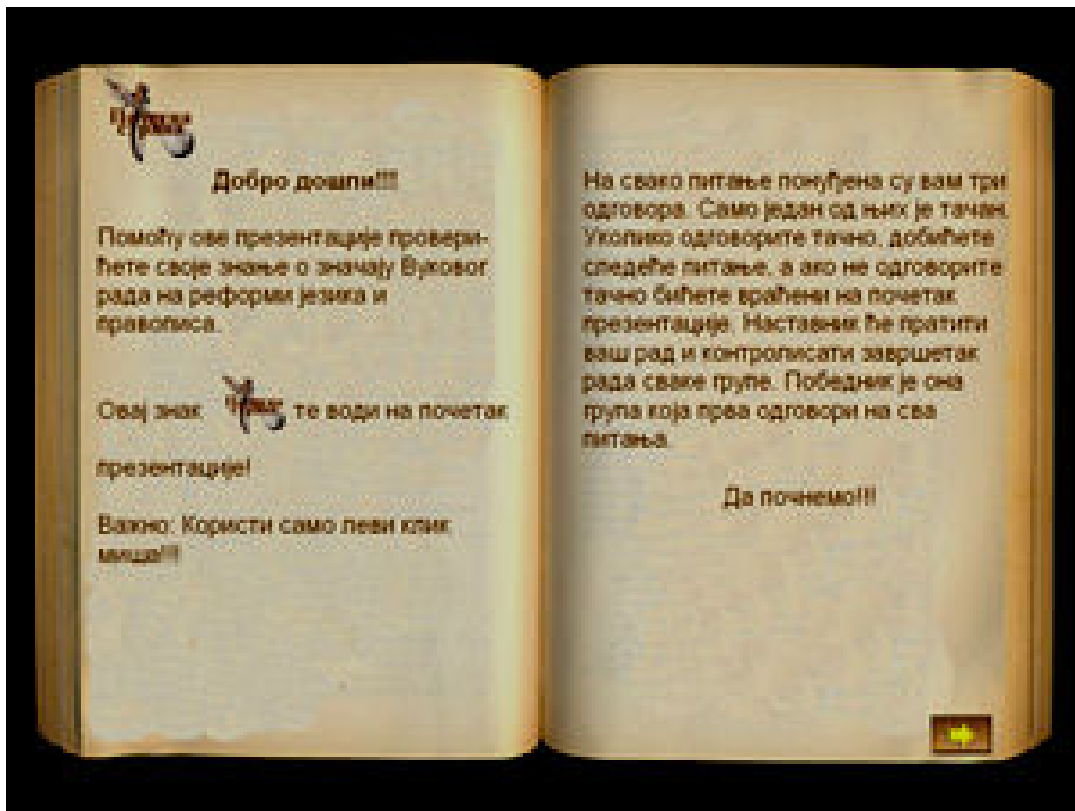 Добро дошли!!!
Помоћу ове презентације провери-
ћете своје знање о значају Вуковог
рада на реформи језика и
правописа.
Овај знак те води на почетак
презентације!
Важно: Користи само леви клик
миша!!!
На свако питање понуђена су вам три
одговора. Само један од њих је тачан.
Уколико одговорите тачно, добићете
следеће питање, а ако не одговорите
тачно бићете враћени на почетак
презентације. Наставник ће пратити
ваш рад и контролисати завршетак
рада сваке групе. Победник је она
група која прва одговори на сва
питања.
Да почнемо!!!